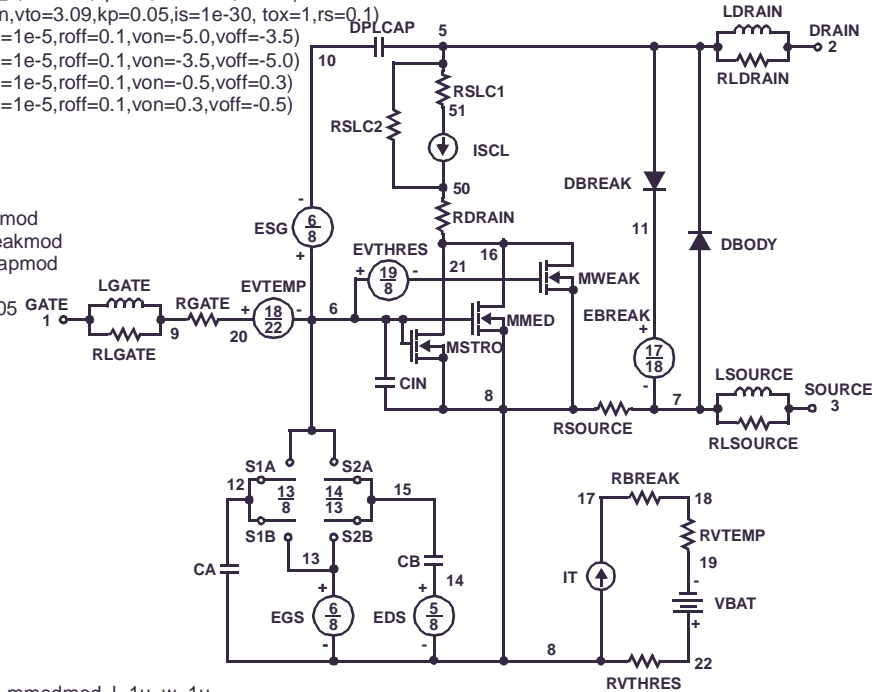 n,vto=3.09,kp=0.05,is=1e-30, tox=1,rs=0.1)
=1e-5,roff=0.1,von=-5.0,voff=-3.5)
=1e-5,roff=0.1,von=-3.5,voff=-5.0)
=1e-5,roff=0.1,von=-0.5,voff=0.3)
=1e-5,roff=0.1,von=0.3,voff=-0.5)
DPLCAP
5
LDRAIN
DRAIN
2
10
RLDRAIN
RSLC1
51
RSLC2
ISCL
50
DBREAK
RDRAIN
mod
eakmod
apmod
05
-
ESG
6
8
+
EVTHRES
+
19
8
-
21
16
MWEAK
11
DBODY
LGATE
GATE
1
RLGATE
9
RGATE
20
EVTEMP
+
18
22
-
6
MMED
MSTRO
EBREAK
+
17
18
-
CIN
8
RSOURCE
7
LSOURCE
SOURCE
3
RLSOURCE
S1A
S2A
12
13
8
14
13
15
S1B
S2B
13
CA
CB
14
+
EGS
6
8
-
+
EDS
5
8
-
RBREAK
17
18
RVTEMP
19
IT
-
VBAT
+
8
22
RVTHRES
mmedmod l=1u w=1u